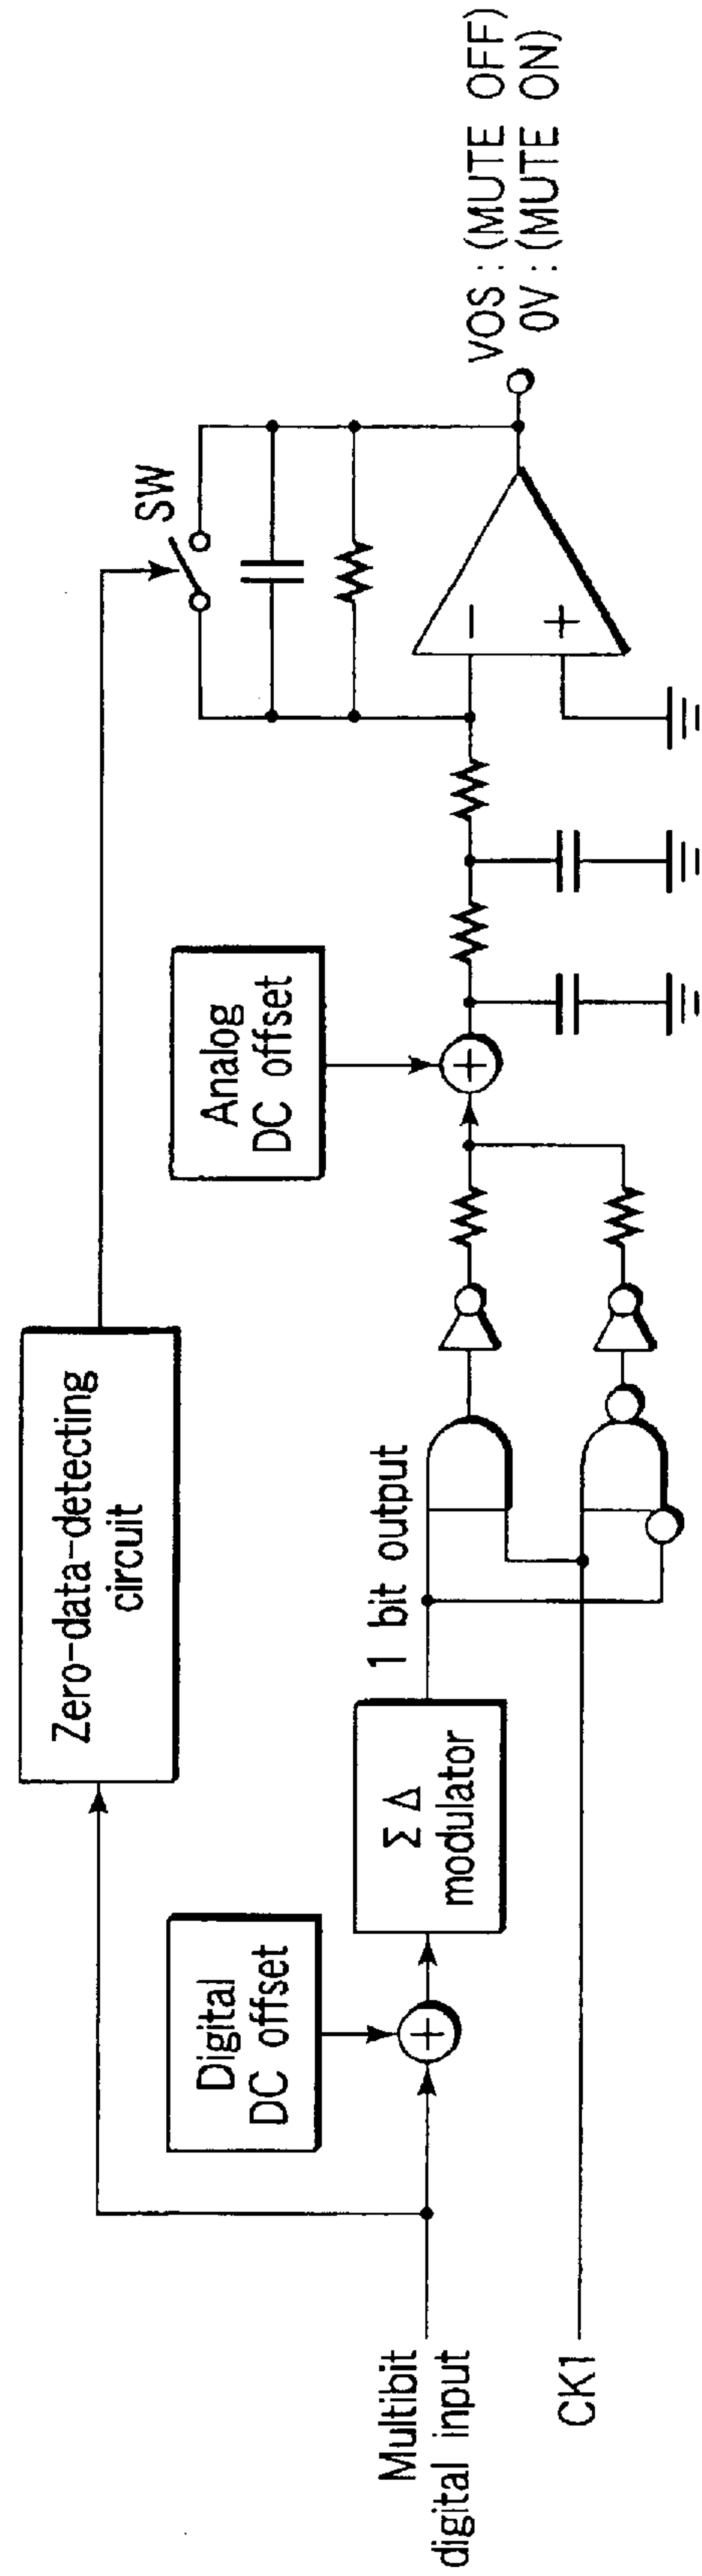 Multibit
digital input
CK1
Digital
DC offset
+
Σ Δ
modulator
Zero-data-detecting
circuit
1 bit output
Analog
DC offset
+
SW
−
+
VOS : (MUTE OFF)
0V : (MUTE ON)